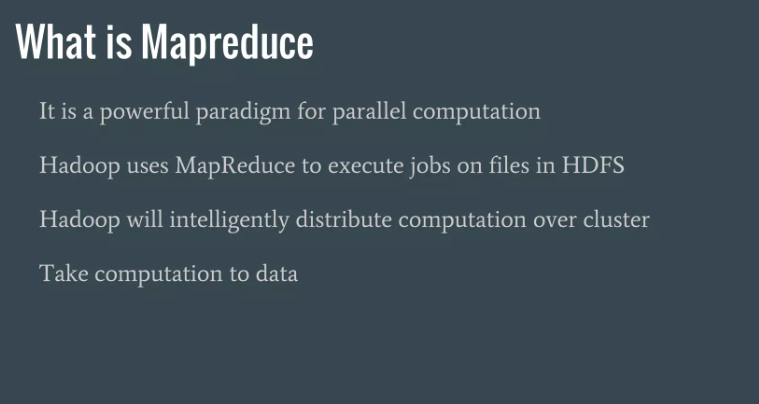 What is Mapreduce
It is a powerful paradigm for parallel computation
Hadoop uses MapReduce to execute jobs on files in HDFS
Hadoop will intelligently distribute computation over cluster
Take computation to data